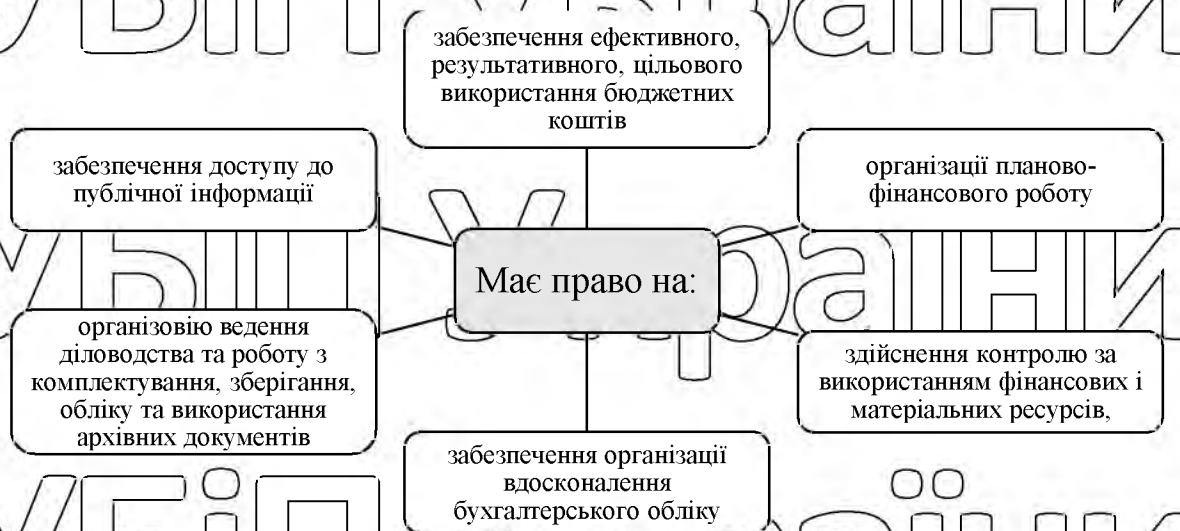 забезпечення ефективного,
результативного, цільового
використання бюджетних
коштів
забезпечення доступу до
публічної інформації
організації планово-
фінансового роботу
Має право на:
організовію ведення
діловодства та роботу з
комплектування, зберігання,
обліку та використання
архівних документів
здійснення контролю за
використанням фінансових і
матеріальних ресурсів,
забезпечення організації
вдосконалення
бухгалтерського обліку